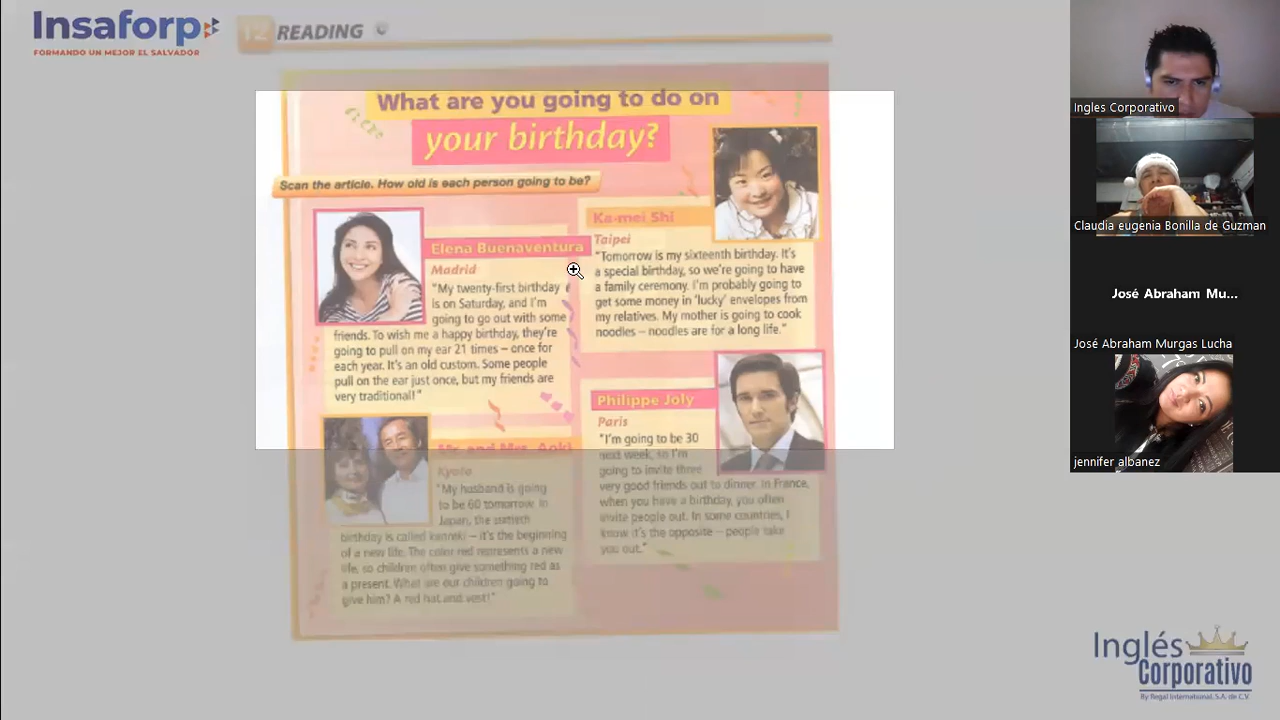 Insaforp
FORMANDO UN MEJOR EL SALVADOR
12 READING
What are you going to do on
your birthday?
Scan the article. How old is each person going to be?
Elena Buenaventura
Madrid
"My twenty-first birthday
is on Saturday, and I'm
going to go out with some
friends. To wish me a happy birthday, they're
going to pull on my ear 21 times – once for
each year. It's an old custom. Some people
pull on the ear just once, but my friends are
very traditional!"
Mr. and Mrs. Aoki
Kyoto
"My husband is going
to be 60 tomorrow. In
Japan, the sixtieth
birthday is called kanreki – it's the beginning
of a new life. The color red represents a new
life, so children often give something red as
a present. What are our children going to
give him? A red hat and vest!"
Ka-mei Shi
Taipei
"Tomorrow is my sixteenth birthday. It's
a special birthday, so we're going to have
a family ceremony. I'm probably going to
get some money in 'lucky' envelopes from
my relatives. My mother is going to cook
noodles – noodles are for a long life."
Philippe Joly
Paris
"I'm going to be 30
next week, so I'm
going to invite three
very good friends out to dinner. In France,
when you have a birthday, you often
invite people out. In some countries, I
know it's the opposite – people take
you out."
Ingles Corporativo
Claudia eugenia Bonilla de Guzman
José Abraham Mu...
José Abraham Murgas Lucha
jennifer albanez
Inglés
Corporativo
By Regal International, S.A. de C.V.